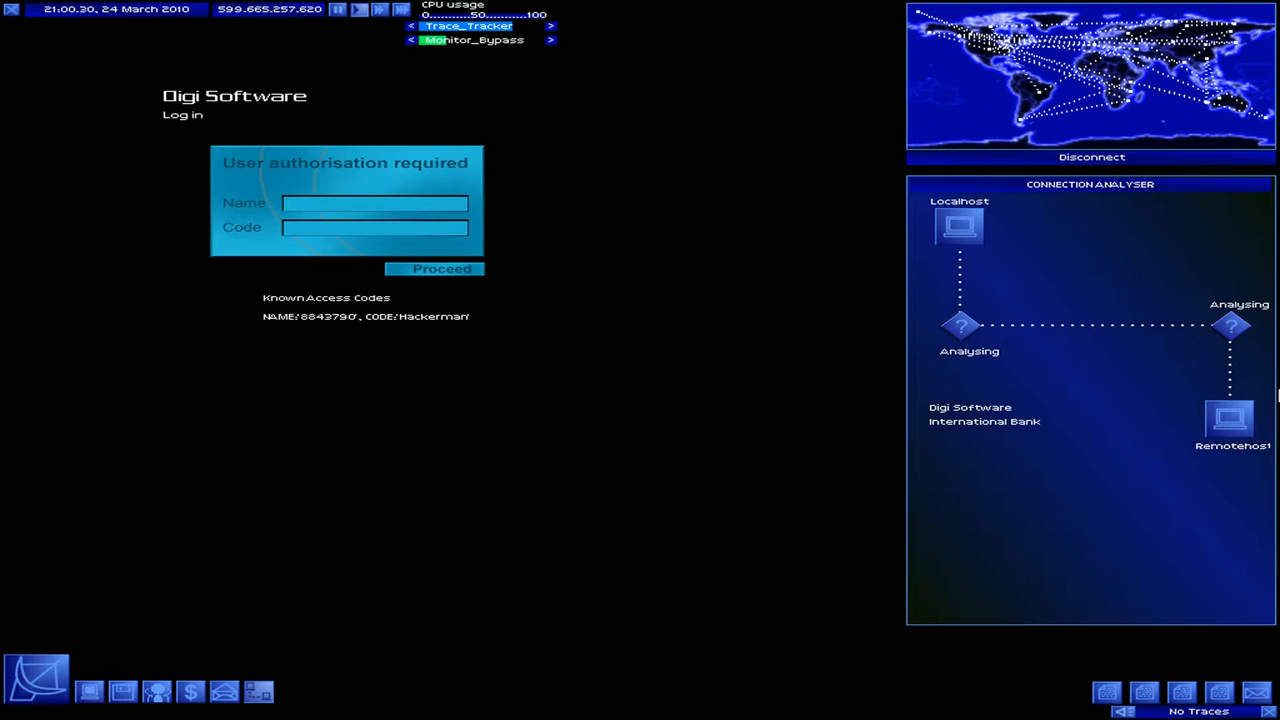 21:00.30, 24 March 2010
599.665.257.620
CPU usage
0...........50...........100
< Trace_Tracker >
< Monitor_Bypass >
Digi Software
Log in
User authorisation required
Name
Code
Proceed
Known Access Codes
NAME:'8843790', CODE:'Hackerman'
Disconnect
CONNECTION ANALYSER
Localhost
Analysing
?
?
Analysing
Digi Software
International Bank
Remotehost
$
No Traces